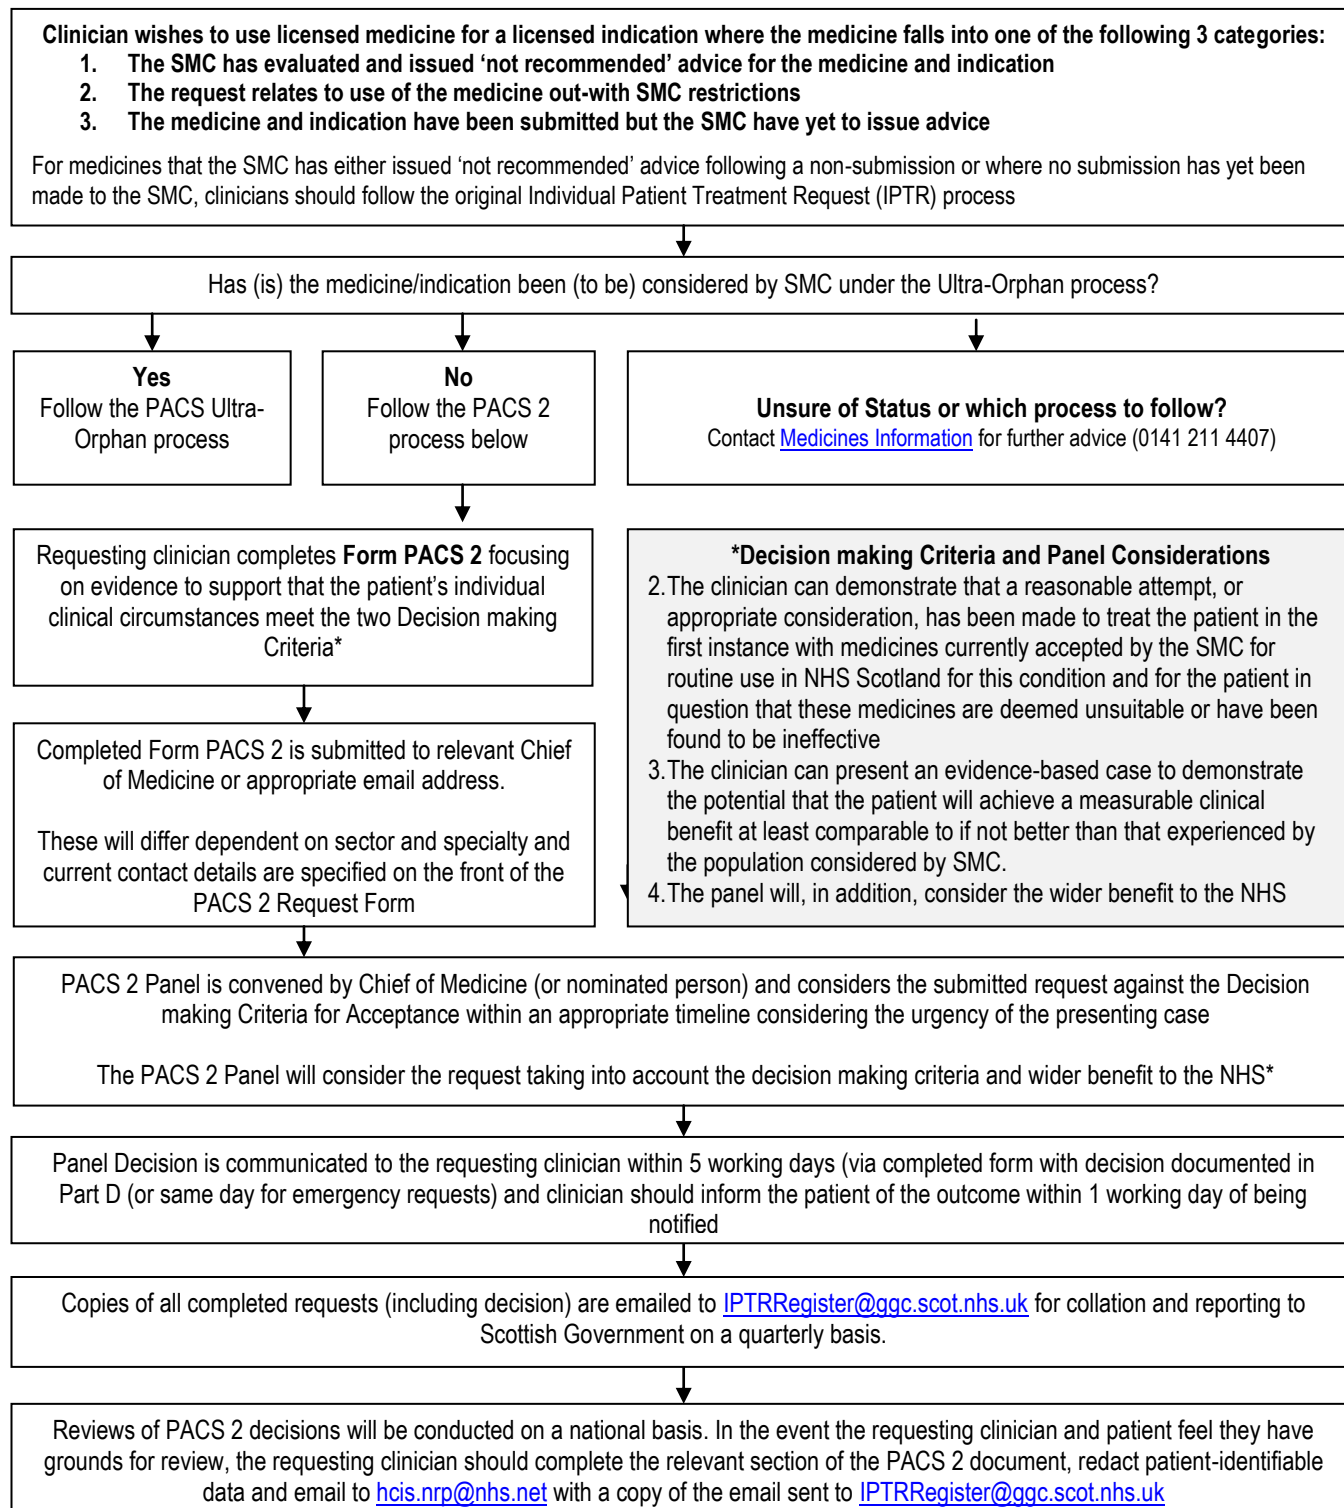 Clinician wishes to use licensed medicine for a licensed indication where the medicine falls into one of the following 3 categories:
1. The SMC has evaluated and issued ‘not recommended’ advice for the medicine and indication
2. The request relates to use of the medicine out-with SMC restrictions
3. The medicine and indication have been submitted but the SMC have yet to issue advice
For medicines that the SMC has either issued ‘not recommended’ advice following a non-submission or where no submission has yet been
made to the SMC, clinicians should follow the original Individual Patient Treatment Request (IPTR) process
Has (is) the medicine/indication been (to be) considered by SMC under the Ultra-Orphan process?
Yes
Follow the PACS Ultra-
Orphan process
No
Follow the PACS 2
process below
Unsure of Status or which process to follow?
Contact Medicines Information for further advice (0141 211 4407)
Requesting clinician completes Form PACS 2 focusing
on evidence to support that the patient’s individual
clinical circumstances meet the two Decision making
Criteria*
Completed Form PACS 2 is submitted to relevant Chief
of Medicine or appropriate email address.
These will differ dependent on sector and specialty and
current contact details are specified on the front of the
PACS 2 Request Form
*Decision making Criteria and Panel Considerations
2. The clinician can demonstrate that a reasonable attempt, or
appropriate consideration, has been made to treat the patient in the
first instance with medicines currently accepted by the SMC for
routine use in NHS Scotland for this condition and for the patient in
question that these medicines are deemed unsuitable or have been
found to be ineffective
3. The clinician can present an evidence-based case to demonstrate
the potential that the patient will achieve a measurable clinical
benefit at least comparable to if not better than that experienced by
the population considered by SMC.
4. The panel will, in addition, consider the wider benefit to the NHS
PACS 2 Panel is convened by Chief of Medicine (or nominated person) and considers the submitted request against the Decision
making Criteria for Acceptance within an appropriate timeline considering the urgency of the presenting case
The PACS 2 Panel will consider the request taking into account the decision making criteria and wider benefit to the NHS*
Panel Decision is communicated to the requesting clinician within 5 working days (via completed form with decision documented in
Part D (or same day for emergency requests) and clinician should inform the patient of the outcome within 1 working day of being
notified
Copies of all completed requests (including decision) are emailed to IPTRRegister@ggc.scot.nhs.uk for collation and reporting to
Scottish Government on a quarterly basis.
Reviews of PACS 2 decisions will be conducted on a national basis. In the event the requesting clinician and patient feel they have
grounds for review, the requesting clinician should complete the relevant section of the PACS 2 document, redact patient-identifiable
data and email to hcis.nrp@nhs.net with a copy of the email sent to IPTRRegister@ggc.scot.nhs.uk